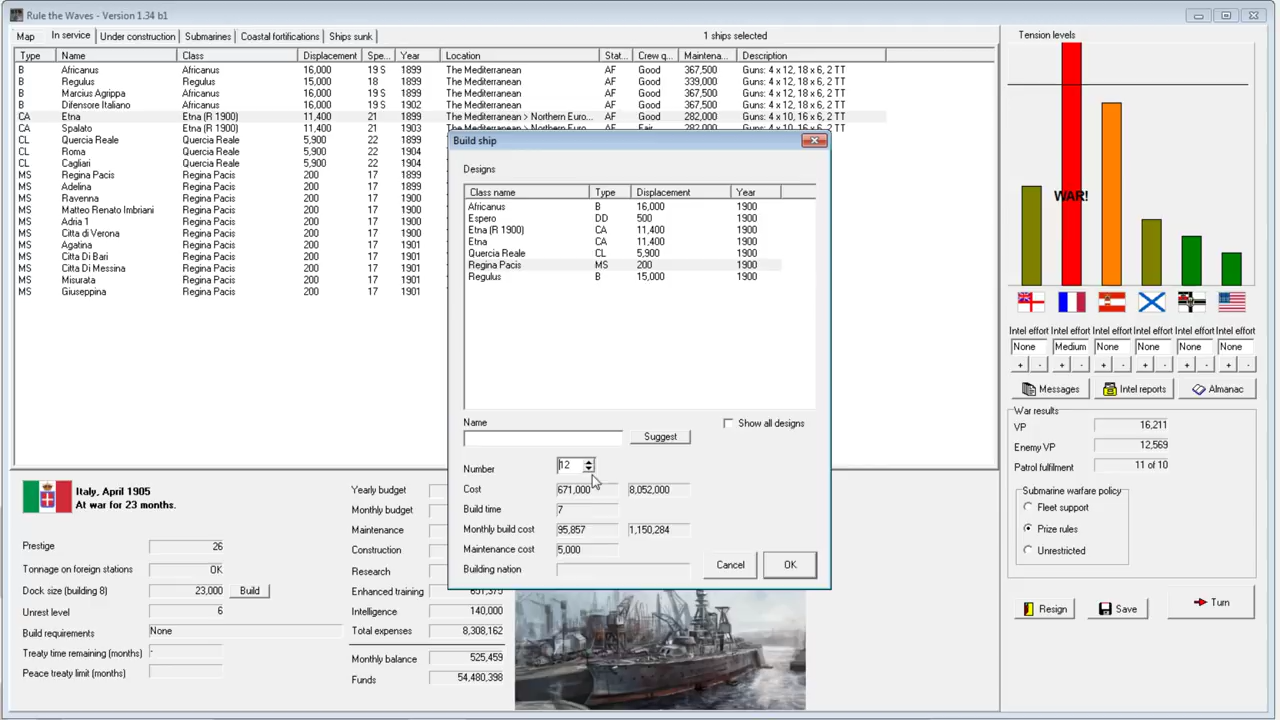 Rule the Waves - Version 1.34 b1
Map In service Under construction Submarines Coastal fortifications Ships sunk 1 ships selected
Type Name Class Displacement Spe... Year Location Stat... Crew q... Maintena... Description
B Africanus Africanus 16,000 19 S 1899 The Mediterranean AF Good 367,500 Guns: 4 x 12, 18 x 6, 2 TT
B Regulus Regulus 15,000 18 1899 The Mediterranean AF Good 339,000 Guns: 4 x 12, 18 x 6, 2 TT
B Marcius Agrippa Africanus 16,000 19 S 1899 The Mediterranean AF Good 367,500 Guns: 4 x 12, 18 x 6, 2 TT
B Difensore Italiano Africanus 16,000 19 S 1902 The Mediterranean AF Good 367,500 Guns: 4 x 12, 18 x 6, 2 TT
CA Etna Etna (R 1900) 11,400 21 1899 The Mediterranean > Northern Euro... AF Good 282,000 Guns: 4 x 10, 16 x 6, 2 TT
CA Spalato Etna (R 1900) 11,400 21 1903 The Mediterranean > Northern Euro... AF Fair 282,000 Guns: 4 x 10, 16 x 6, 2 TT
CL Quercia Reale Quercia Reale 5,900 22 1899
CL Roma Quercia Reale 5,900 22 1904
CL Cagliari Quercia Reale 5,900 22 1904
MS Regina Pacis Regina Pacis 200 17 1899
MS Adelina Regina Pacis 200 17 1899
MS Ravenna Regina Pacis 200 17 1899
MS Matteo Renato Imbriani Regina Pacis 200 17 1900
MS Adria 1 Regina Pacis 200 17 1900
MS Citta di Verona Regina Pacis 200 17 1900
MS Agatina Regina Pacis 200 17 1901
MS Citta Di Bari Regina Pacis 200 17 1901
MS Citta Di Messina Regina Pacis 200 17 1901
MS Misurata Regina Pacis 200 17 1901
MS Giuseppina Regina Pacis 200 17 1901
Build ship
Designs
Class name Type Displacement Year
Africanus B 16,000 1900
Espero DD 500 1900
Etna (R 1900) CA 11,400 1900
Etna CA 11,400 1900
Quercia Reale CL 5,900 1900
Regina Pacis MS 200 1900
Regulus B 15,000 1900
Name Show all designs
Suggest
Number 12
Cost 671,000 8,052,000
Build time 7
Monthly build cost 95,857 1,150,284
Maintenance cost 5,000
Building nation
Cancel OK
Tension levels
WAR!
Intel effort Intel effort Intel effort Intel effort Intel effort Intel effort
None Medium None None None None
+ - + - + - + - + - + -
Messages Intel reports Almanac
War results
VP 16,211
Enemy VP 12,569
Patrol fulfilment 11 of 10
Submarine warfare policy
Fleet support
Prize rules
Unrestricted
Resign Save Turn
Italy, April 1905
At war for 23 months.
Prestige 26
Tonnage on foreign stations OK
Dock size (building 8) 23,000 Build
Unrest level 6
Build requirements None
Treaty time remaining (months) -
Peace treaty limit (months)
Yearly budget
Monthly budget
Maintenance
Construction
Research
Enhanced training
Intelligence 140,000
Total expenses 8,308,162
Monthly balance 525,459
Funds 54,480,398